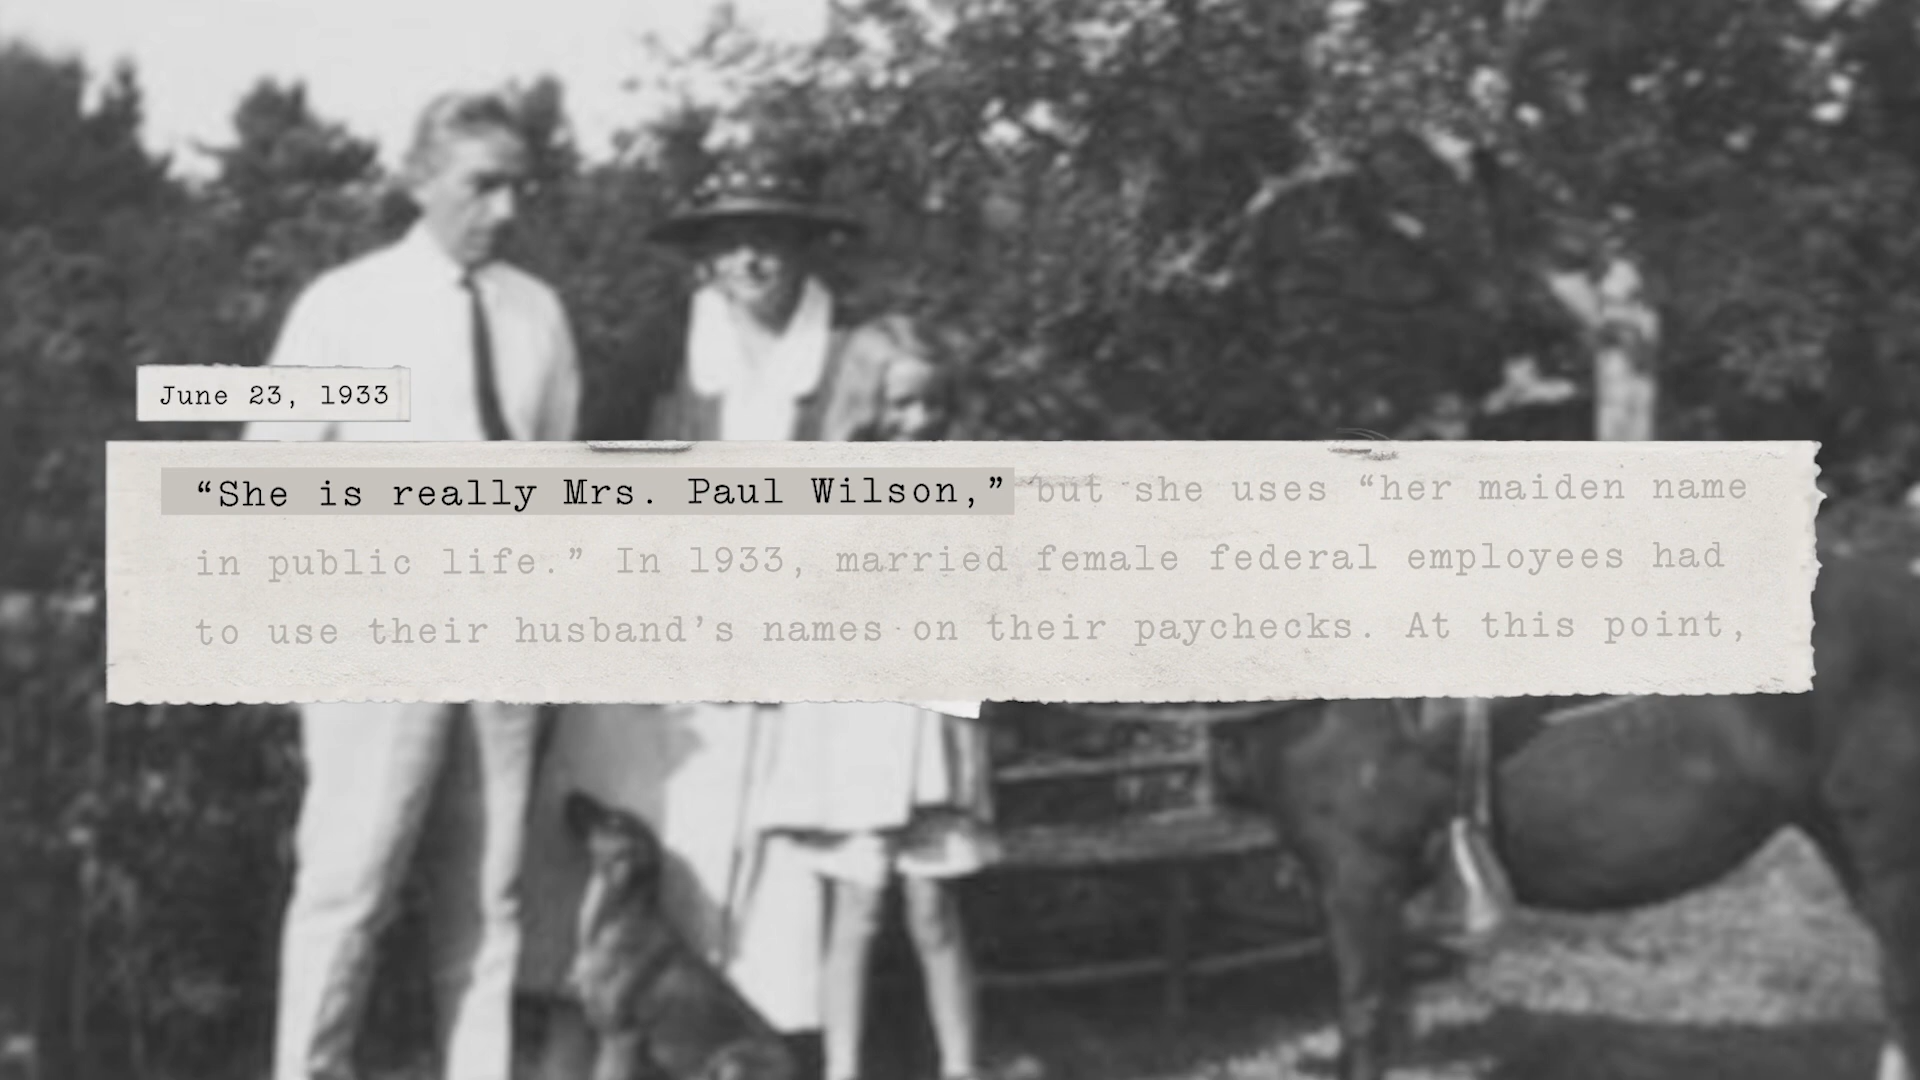 June 23, 1933
“She is really Mrs. Paul Wilson,” but she uses “her maiden name
in public life.” In 1933, married female federal employees had
to use their husband’s names on their paychecks. At this point,